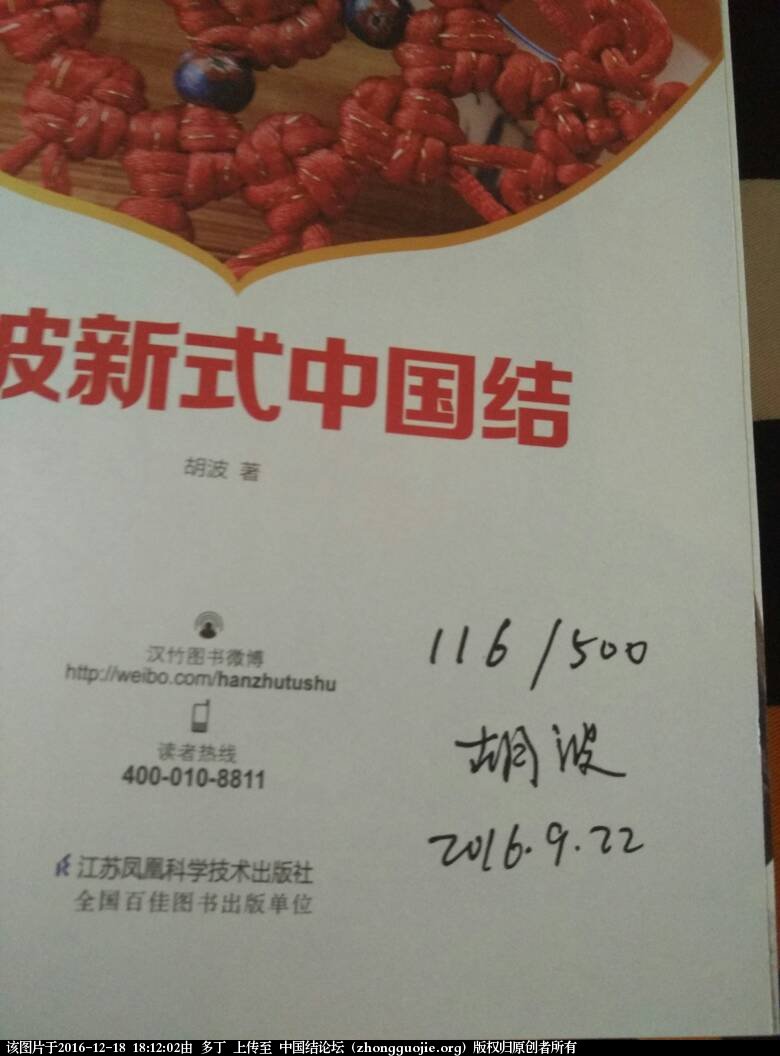 波新式中国结
胡波 著
汉竹图书微博
http://weibo.com/hanzhutushu
读者热线
400-010-8811
江苏凤凰科学技术出版社
全国百佳图书出版单位
116/500
胡波
2016.9.22
该图片于2016-12-18 18:12:02由 多丁 上传至 中国结论坛 (zhongguojie.org) 版权归原创者所有